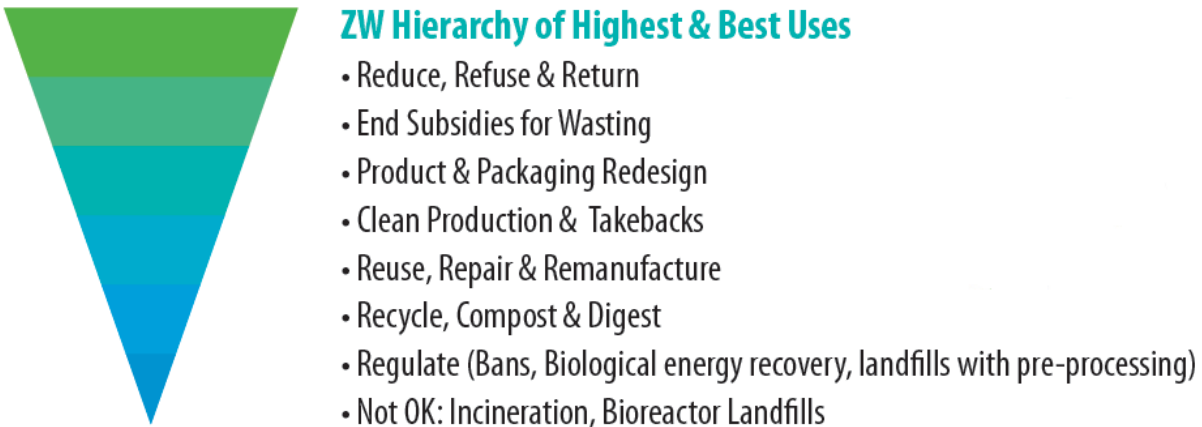 ZW Hierarchy of Highest & Best Uses
• Reduce, Refuse & Return
• End Subsidies for Wasting
• Product & Packaging Redesign
• Clean Production & Takebacks
• Reuse, Repair & Remanufacture
• Recycle, Compost & Digest
• Regulate (Bans, Biological energy recovery, landfills with pre-processing)
• Not OK: Incineration, Bioreactor Landfills